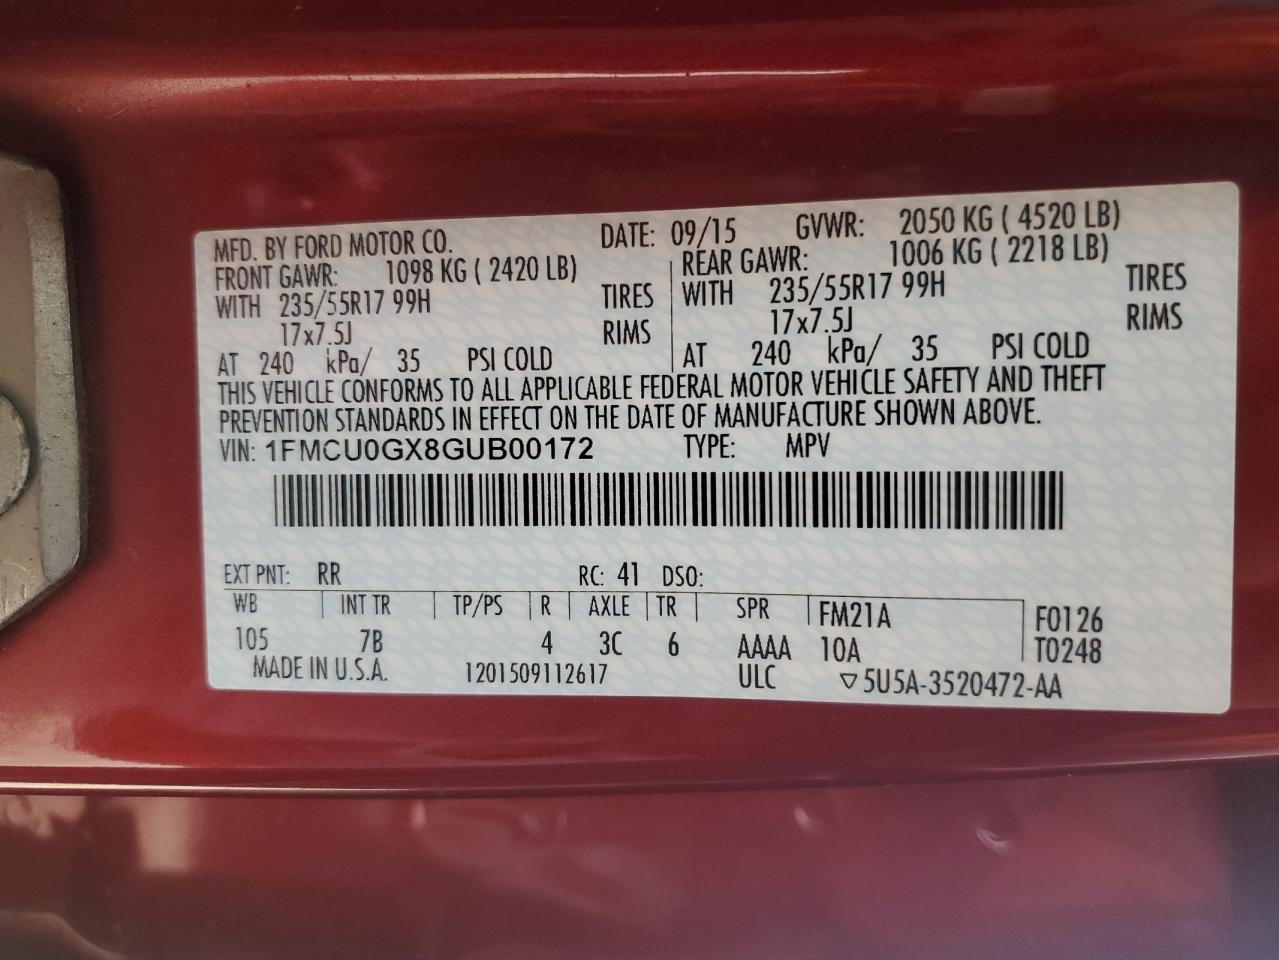 MFD. BY FORD MOTOR CO. DATE: 09/15 GVWR: 2050 KG ( 4520 LB)
FRONT GAWR: 1098 KG ( 2420 LB) REAR GAWR: 1006 KG ( 2218 LB)
WITH 235/55R17 99H TIRES WITH 235/55R17 99H TIRES
17x7.5J RIMS 17x7.5J RIMS
AT 240 kPa/ 35 PSI COLD AT 240 kPa/ 35 PSI COLD
THIS VEHICLE CONFORMS TO ALL APPLICABLE FEDERAL MOTOR VEHICLE SAFETY AND THEFT
PREVENTION STANDARDS IN EFFECT ON THE DATE OF MANUFACTURE SHOWN ABOVE.
VIN: 1FMCU0GX8GUB00172 TYPE: MPV
EXT PNT: RR RC: 41 DSO:
WB INT TR TP/PS R AXLE TR SPR FM21A F0126
105 7B 4 3C 6 AAAA 10A T0248
MADE IN U.S.A. 1201509112617 ULC ▽5U5A-3520472-AA